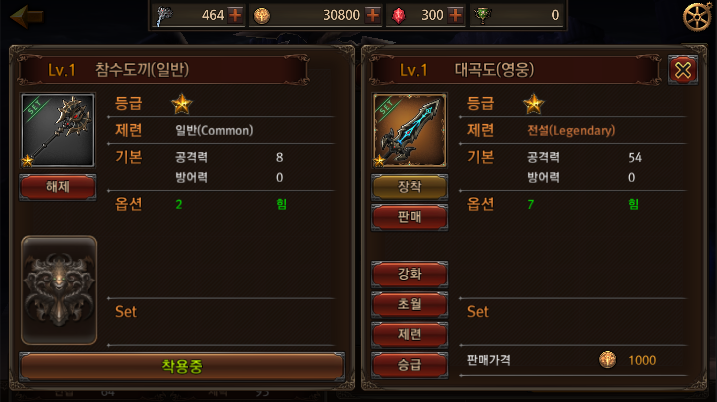 464
30800
300
0
Lv.1 참수도끼(일반)
SET
등급
제련 일반(Common)
기본 공격력 8
방어력 0
해제
옵션 2 힘
Set
착용중
Lv.1 대곡도(영웅)
SET
등급
제련 전설(Legendary)
기본 공격력 54
방어력 0
장착
옵션 7 힘
판매
강화
초월
Set
제련
승급
판매가격 1000